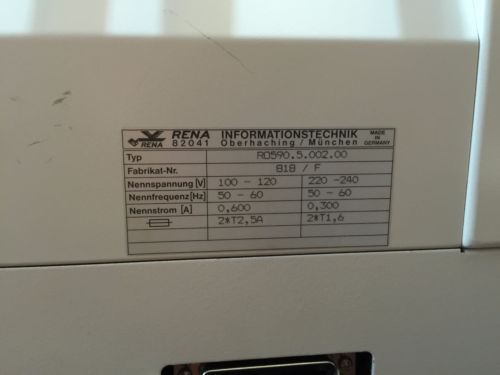 RENA INFORMATIONSTECHNIK MADE IN GERMANY
RENA 82041 Oberhaching / München
Typ R0590.5.002.00
Fabrikat-Nr. 818 / F
Nennspannung [V] 100 - 120 220 -240
Nennfrequenz [Hz] 50 - 60 50 - 60
Nennstrom [A] 0,600 0,300
2*T2,5A 2*T1,6